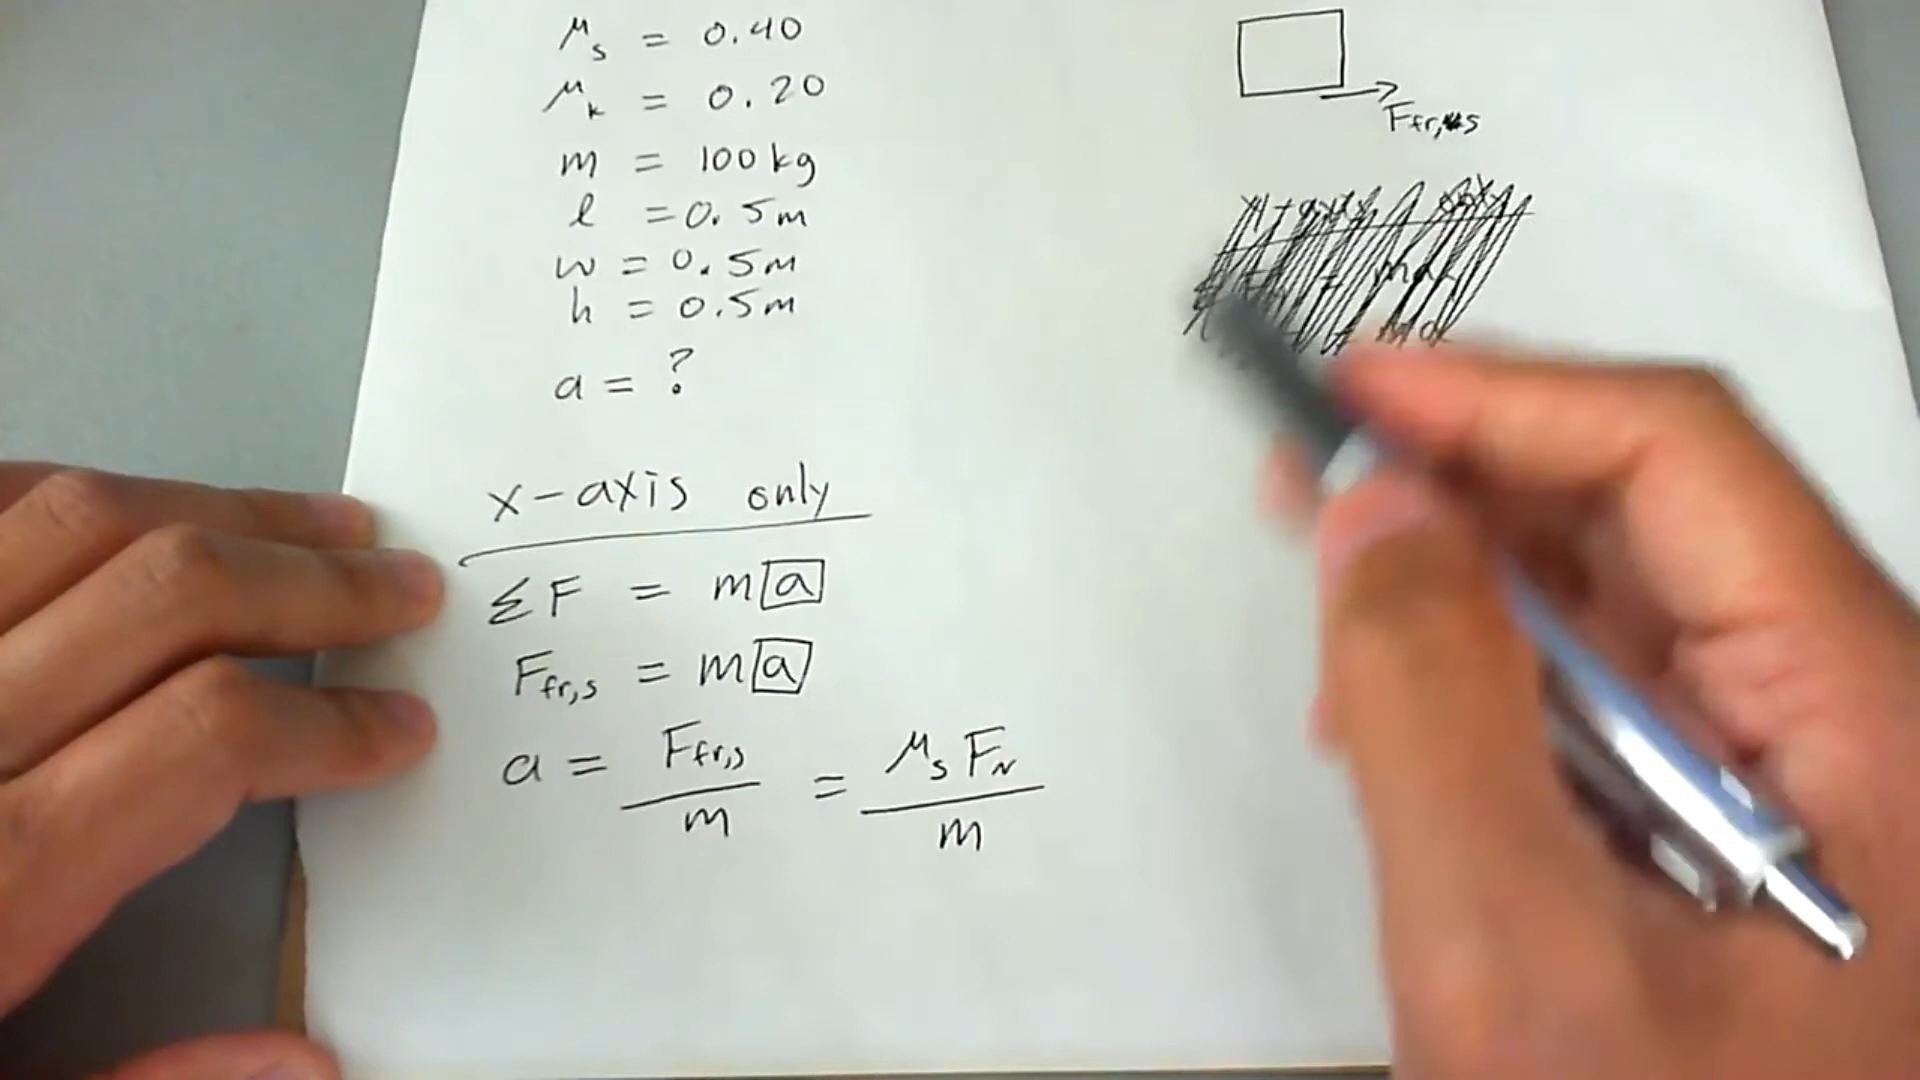 μs = 0.40
μk = 0.20
m = 100 kg
l = 0.5m
w = 0.5m
h = 0.5m
a = ?
x-axis only
ΣF = ma
Ffr,s = ma
a = Ffr,s / m = μs FN / m
Ffr,s